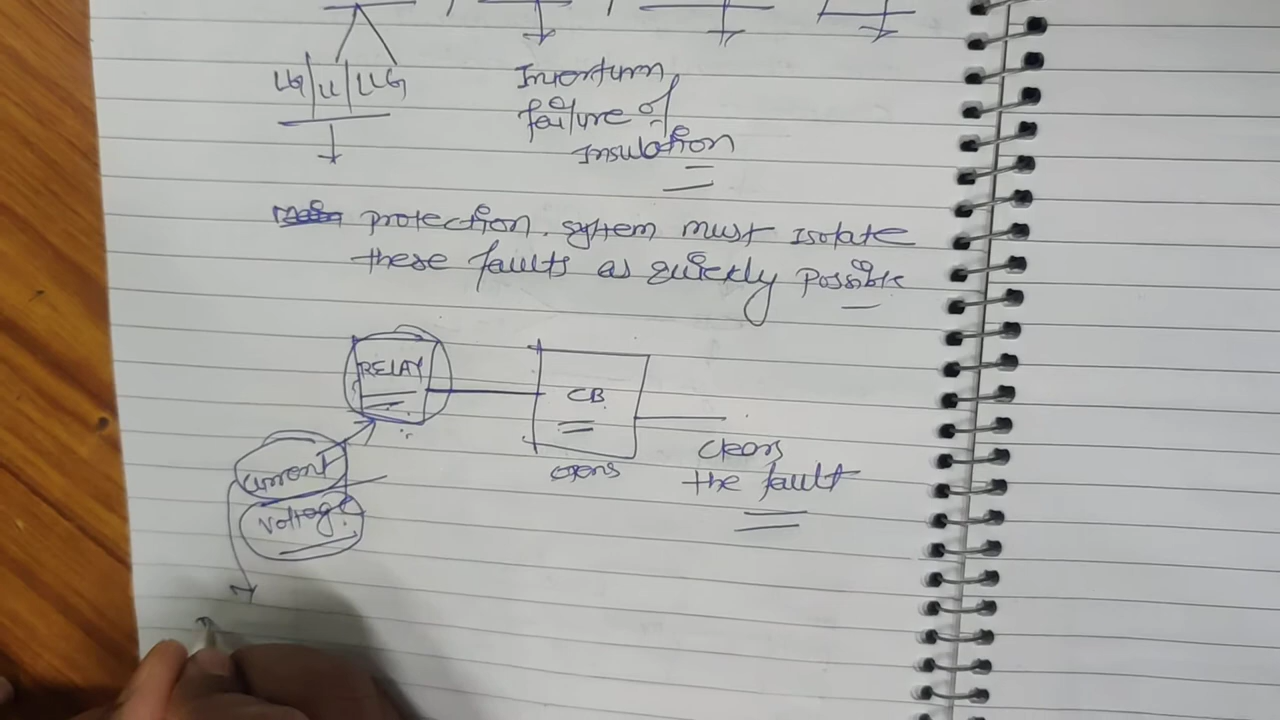 LG/LL/LLG
Interturn
failure of
Insulation
protection system must isolate
these faults as quickly possible
RELAY
CB
opens
clears
the fault
current
voltage